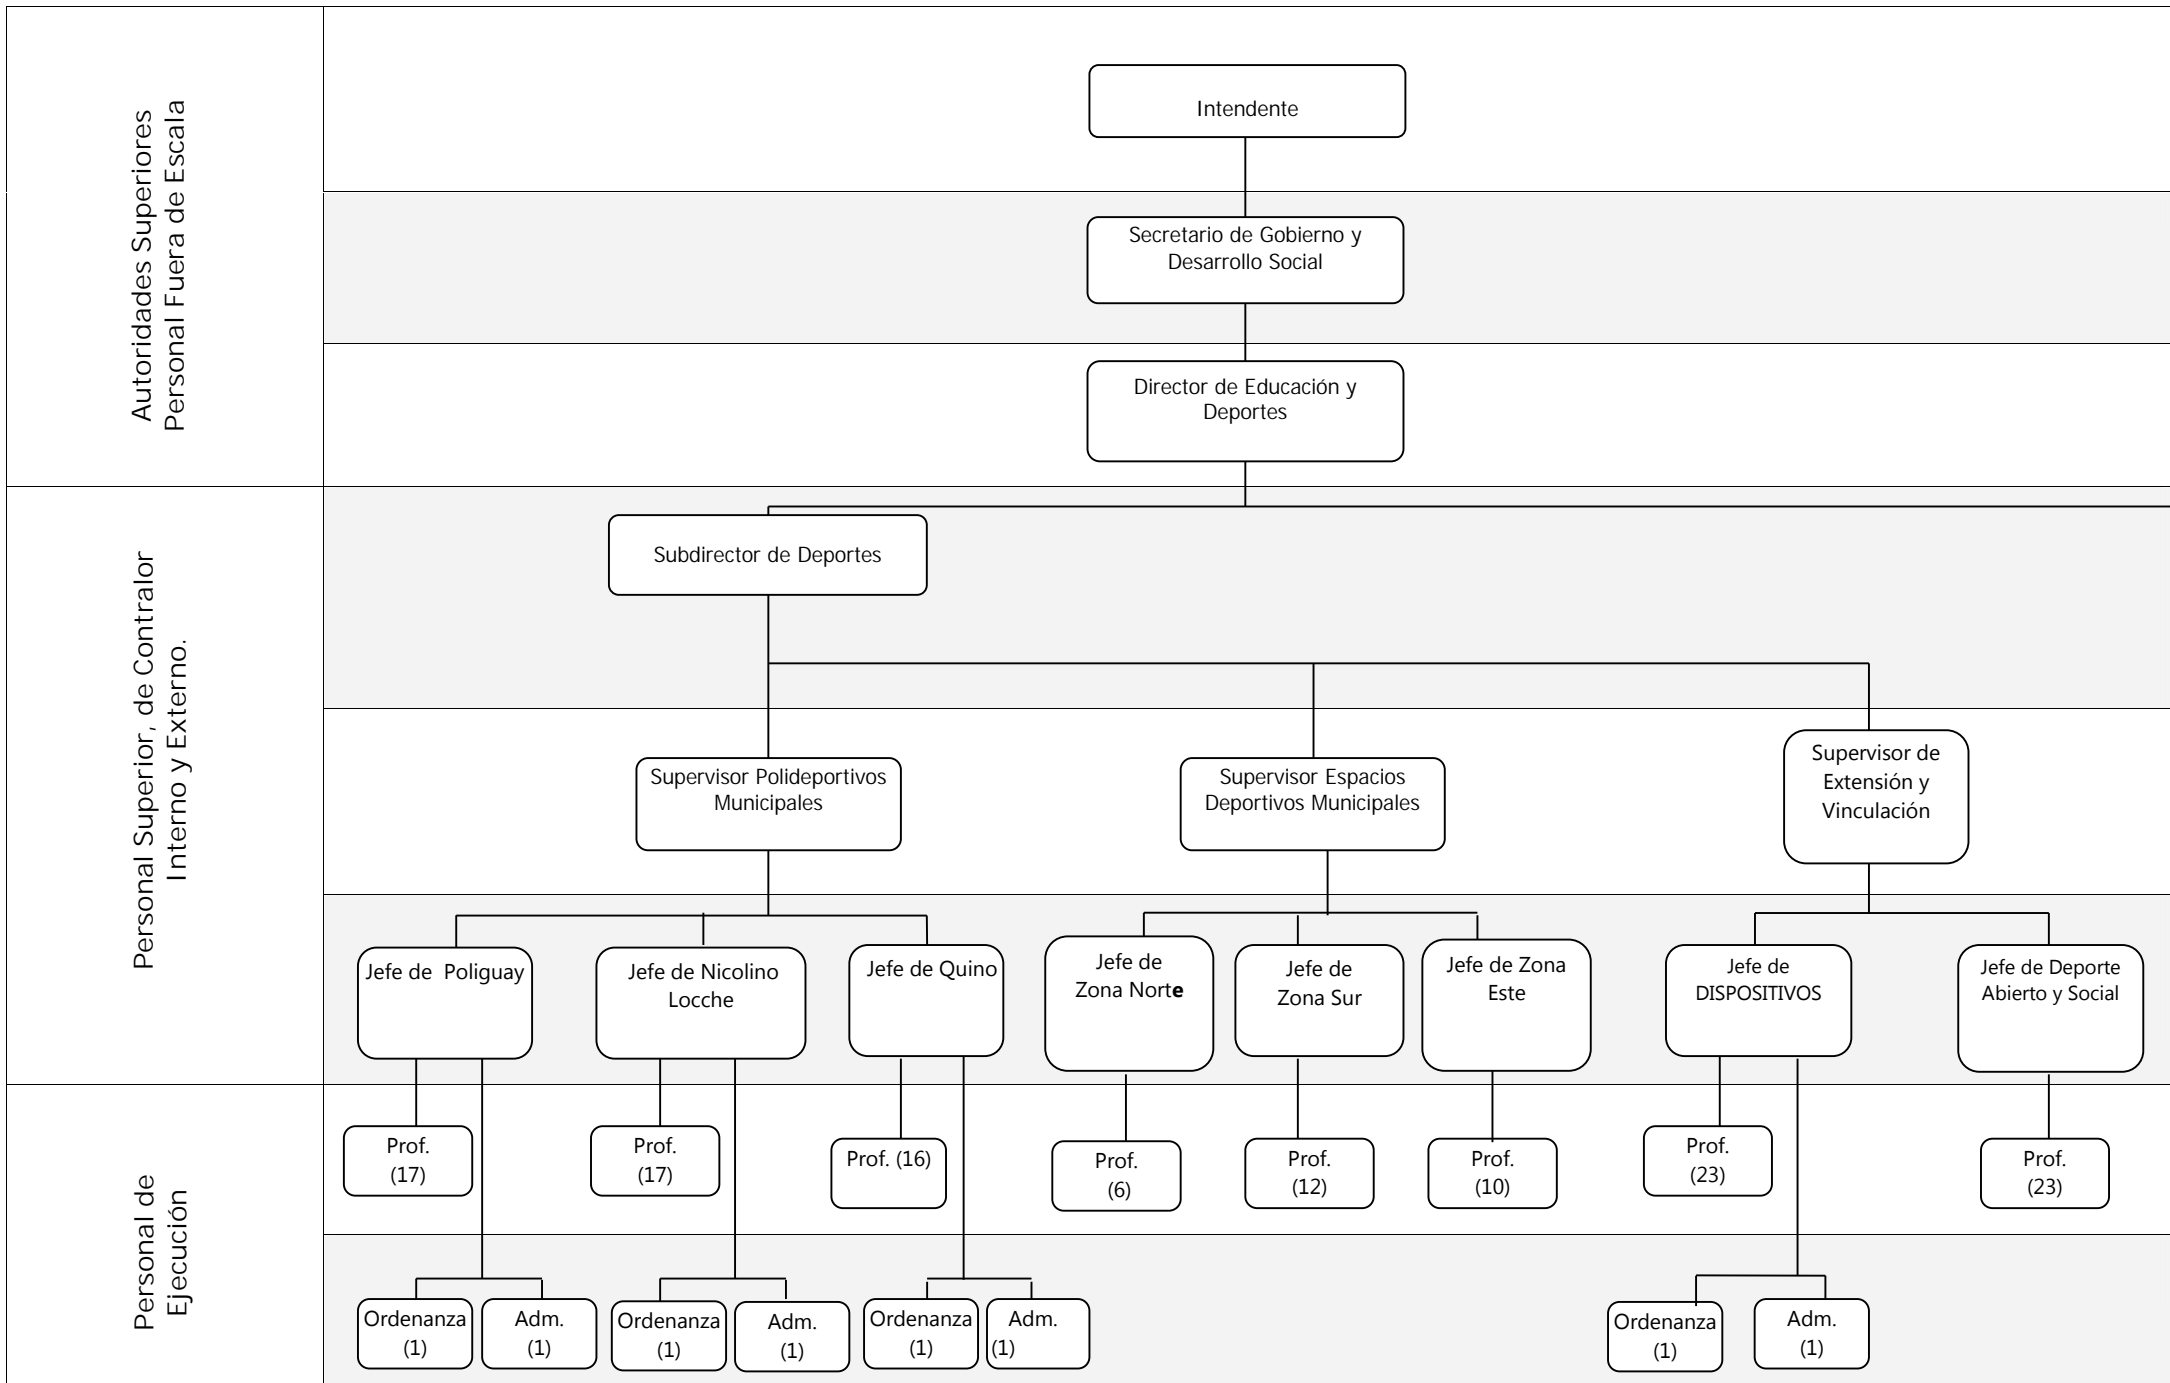 Autoridades Superiores
Personal Fuera de Escala
Intendente
Secretario de Gobierno y
Desarrollo Social
Director de Educación y
Deportes
Personal Superior, de Contralor
Interno y Externo.
Subdirector de Deportes
Supervisor Polideportivos
Municipales
Supervisor Espacios
Deportivos Municipales
Supervisor de
Extensión y
Vinculación
Jefe de Poliguay
Jefe de Nicolino
Locche
Jefe de Quino
Jefe de
Zona Norte
Jefe de
Zona Sur
Jefe de Zona
Este
Jefe de
DISPOSITIVOS
Jefe de Deporte
Abierto y Social
Personal de
Ejecución
Prof.
(17)
Prof.
(17)
Prof. (16)
Prof.
(6)
Prof.
(12)
Prof.
(10)
Prof.
(23)
Prof.
(23)
Ordenanza
(1)
Adm.
(1)
Ordenanza
(1)
Adm.
(1)
Ordenanza
(1)
Adm.
(1)
Ordenanza
(1)
Adm.
(1)